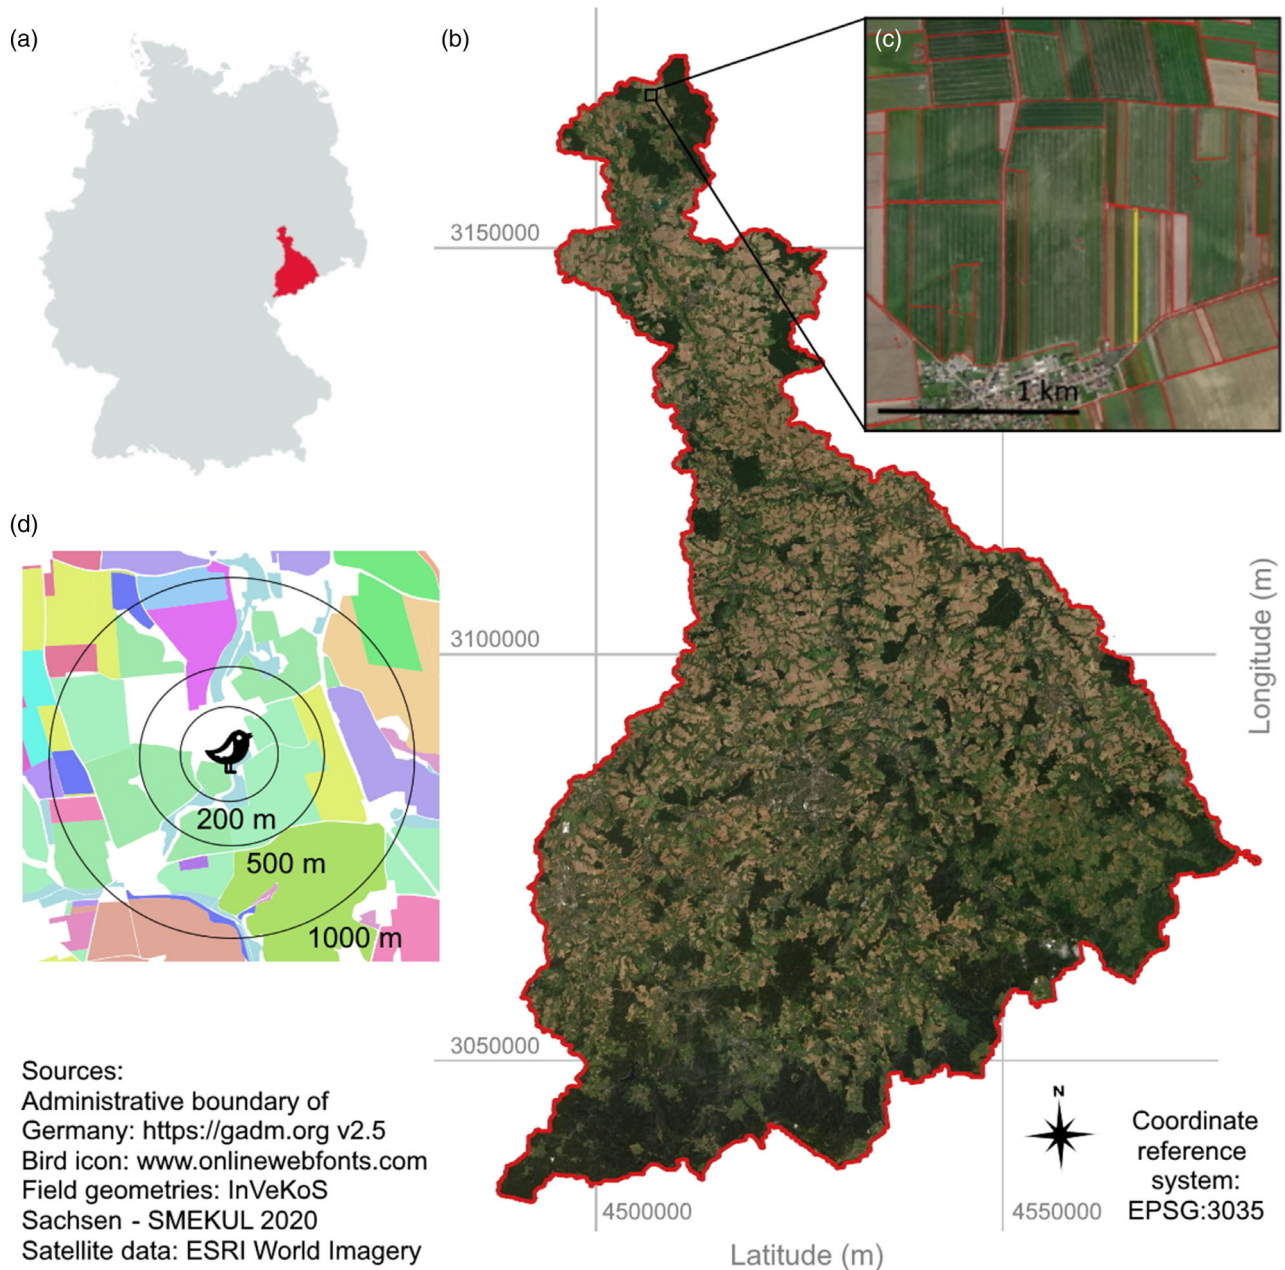 (a)
(b)
(c)
1 km
3150000
3100000
3050000
4500000
4550000
Latitude (m)
Longitude (m)
(d)
200 m
500 m
1000 m
Sources:
Administrative boundary of
Germany: https://gadm.org v2.5
Bird icon: www.onlinewebfonts.com
Field geometries: InVeKoS
Sachsen - SMEKUL 2020
Satellite data: ESRI World Imagery
N
Coordinate
reference
system:
EPSG:3035